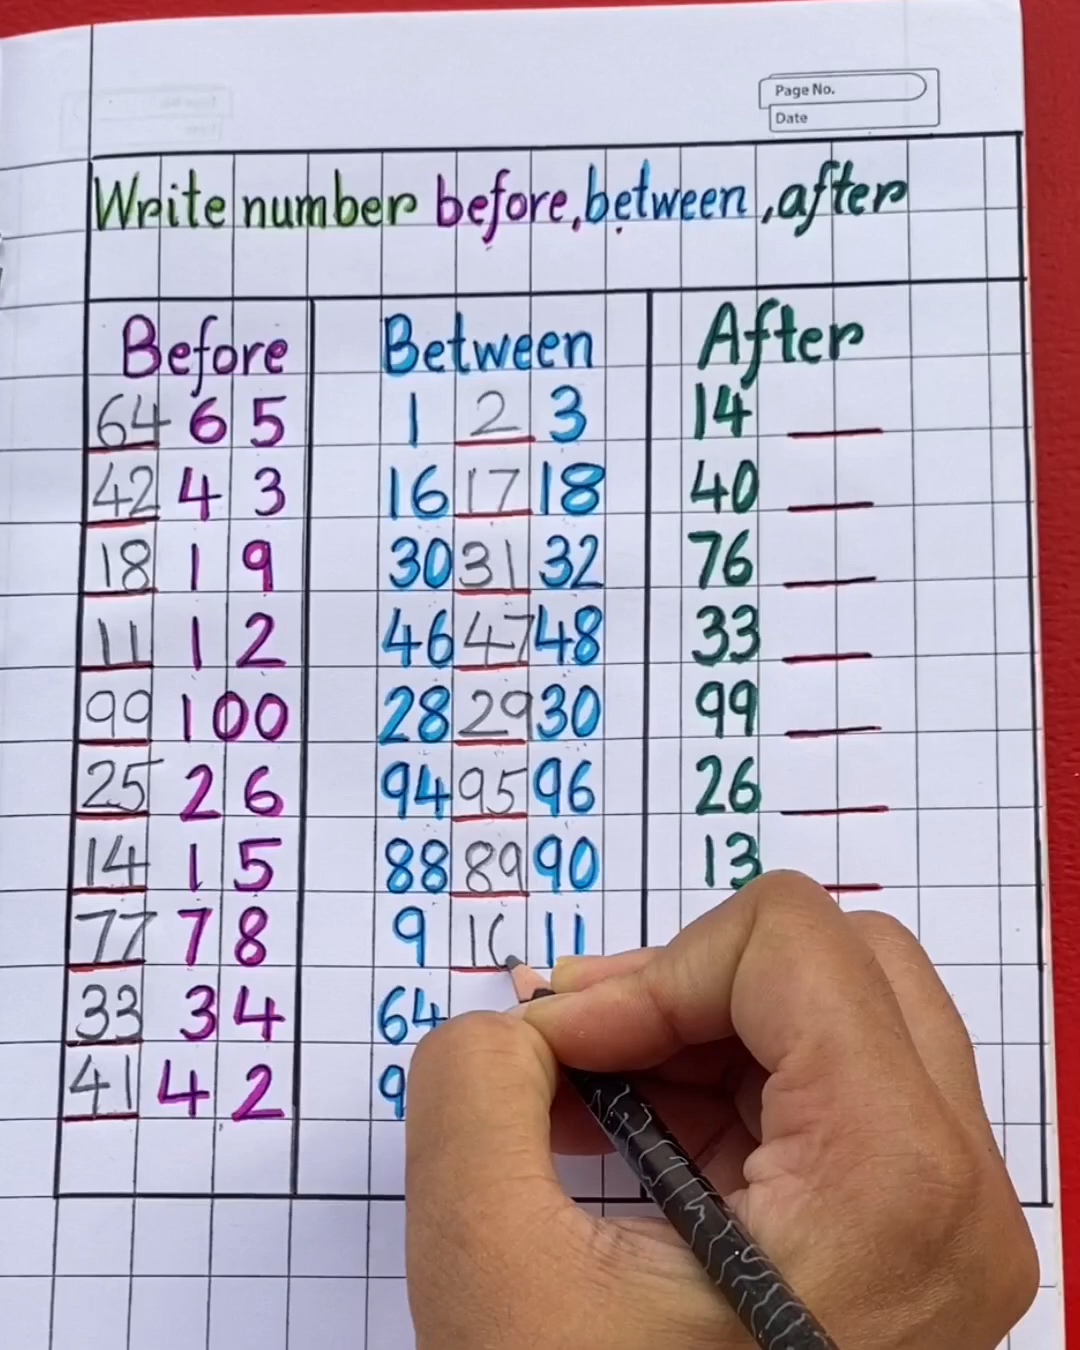 Page No.
Date
Write number before, between, after
Before Between After
64 65 1 2 3 14
42 43 16 17 18 40
18 19 30 31 32 76
11 12 46 47 48 33
99 100 28 29 30 99
25 26 94 95 96 26
14 15 88 89 90 13
77 78 9 10 11
33 34 64
41 42 9